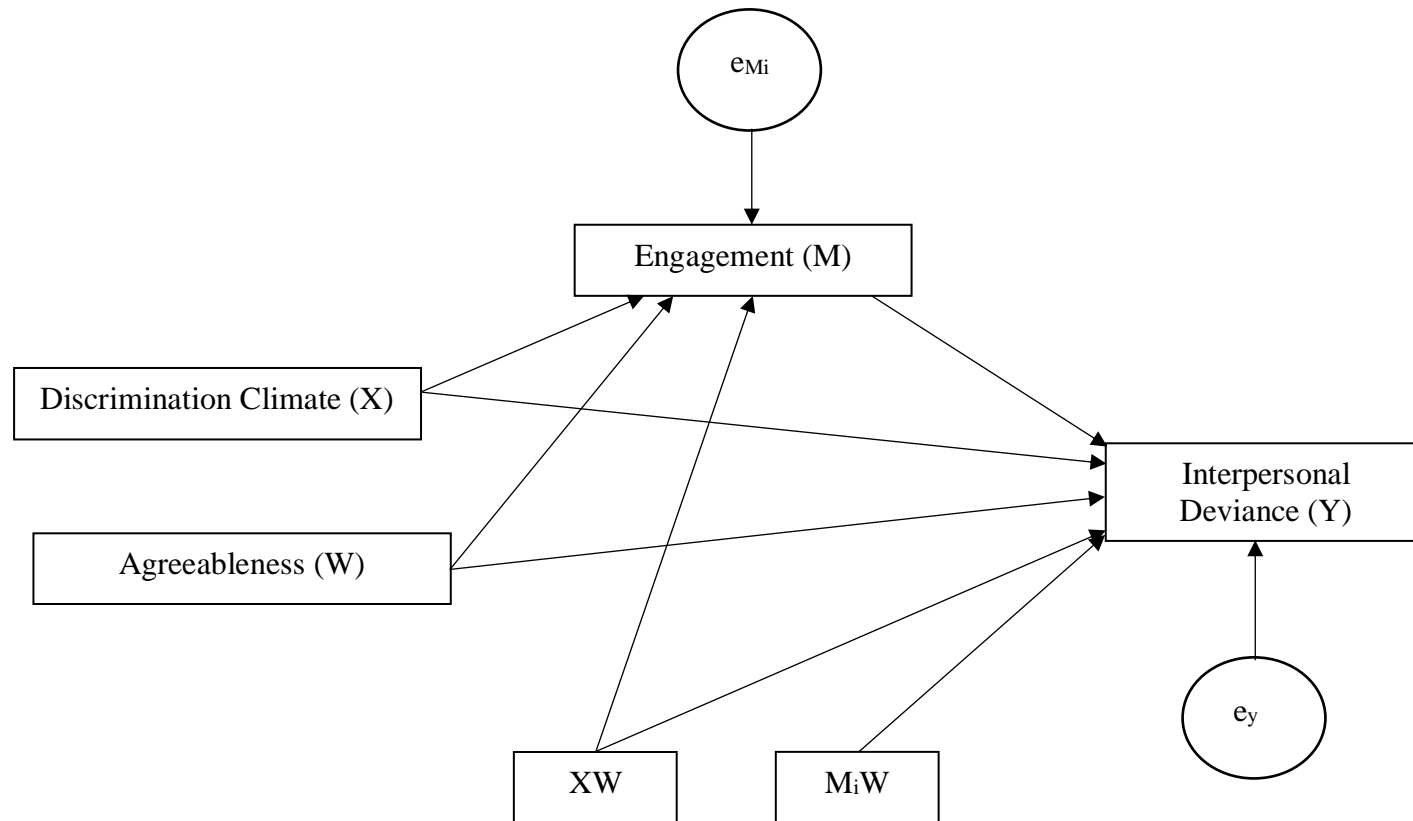 eMi
Engagement (M)
Discrimination Climate (X)
Interpersonal
Deviance (Y)
Agreeableness (W)
ey
XW
MiW